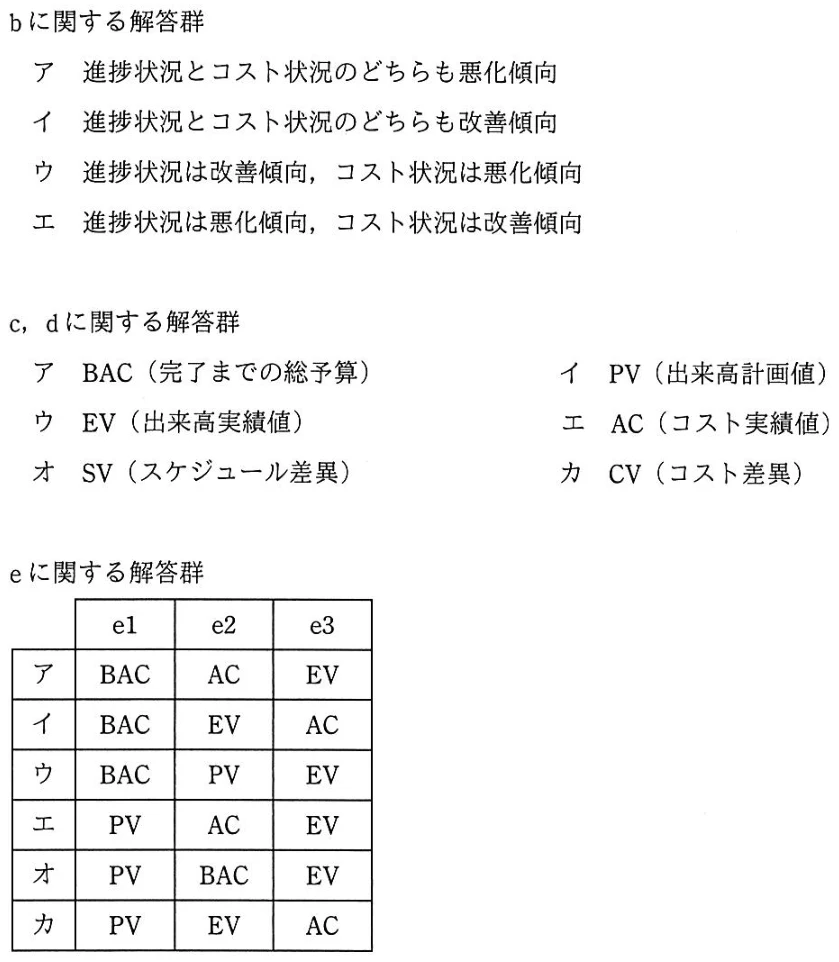 bに関する解答群
ア 進捗状況とコスト状況のどちらも悪化傾向
イ 進捗状況とコスト状況のどちらも改善傾向
ウ 進捗状況は改善傾向，コスト状況は悪化傾向
エ 進捗状況は悪化傾向，コスト状況は改善傾向
c，dに関する解答群
ア BAC（完了までの総予算） イ PV（出来高計画値）
ウ EV（出来高実績値） エ AC（コスト実績値）
オ SV（スケジュール差異） カ CV（コスト差異）
eに関する解答群
e1 e2 e3
ア BAC AC EV
イ BAC EV AC
ウ BAC PV EV
エ PV AC EV
オ PV BAC EV
カ PV EV AC